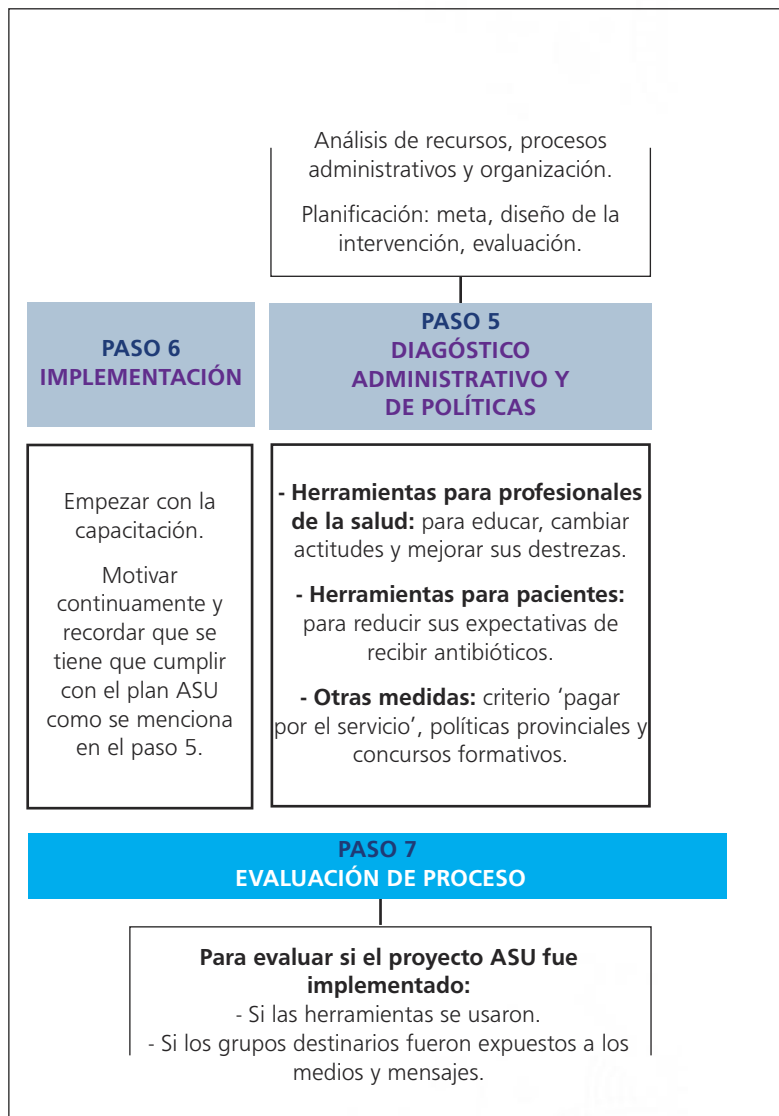 Análisis de recursos, procesos
administrativos y organización.
Planificación: meta, diseño de la
intervención, evaluación.
PASO 6
IMPLEMENTACIÓN
PASO 5
DIAGÓSTICO
ADMINISTRATIVO Y
DE POLÍTICAS
Empezar con la
capacitación.
Motivar
continuamente y
recordar que se
tiene que cumplir
con el plan ASU
como se menciona
en el paso 5.
- Herramientas para profesionales
de la salud: para educar, cambiar
actitudes y mejorar sus destrezas.
- Herramientas para pacientes:
para reducir sus expectativas de
recibir antibióticos.
- Otras medidas: criterio ‘pagar
por el servicio’, políticas provinciales y
concursos formativos.
PASO 7
EVALUACIÓN DE PROCESO
Para evaluar si el proyecto ASU fue
implementado:
- Si las herramientas se usaron.
- Si los grupos destinarios fueron expuestos a los
medios y mensajes.